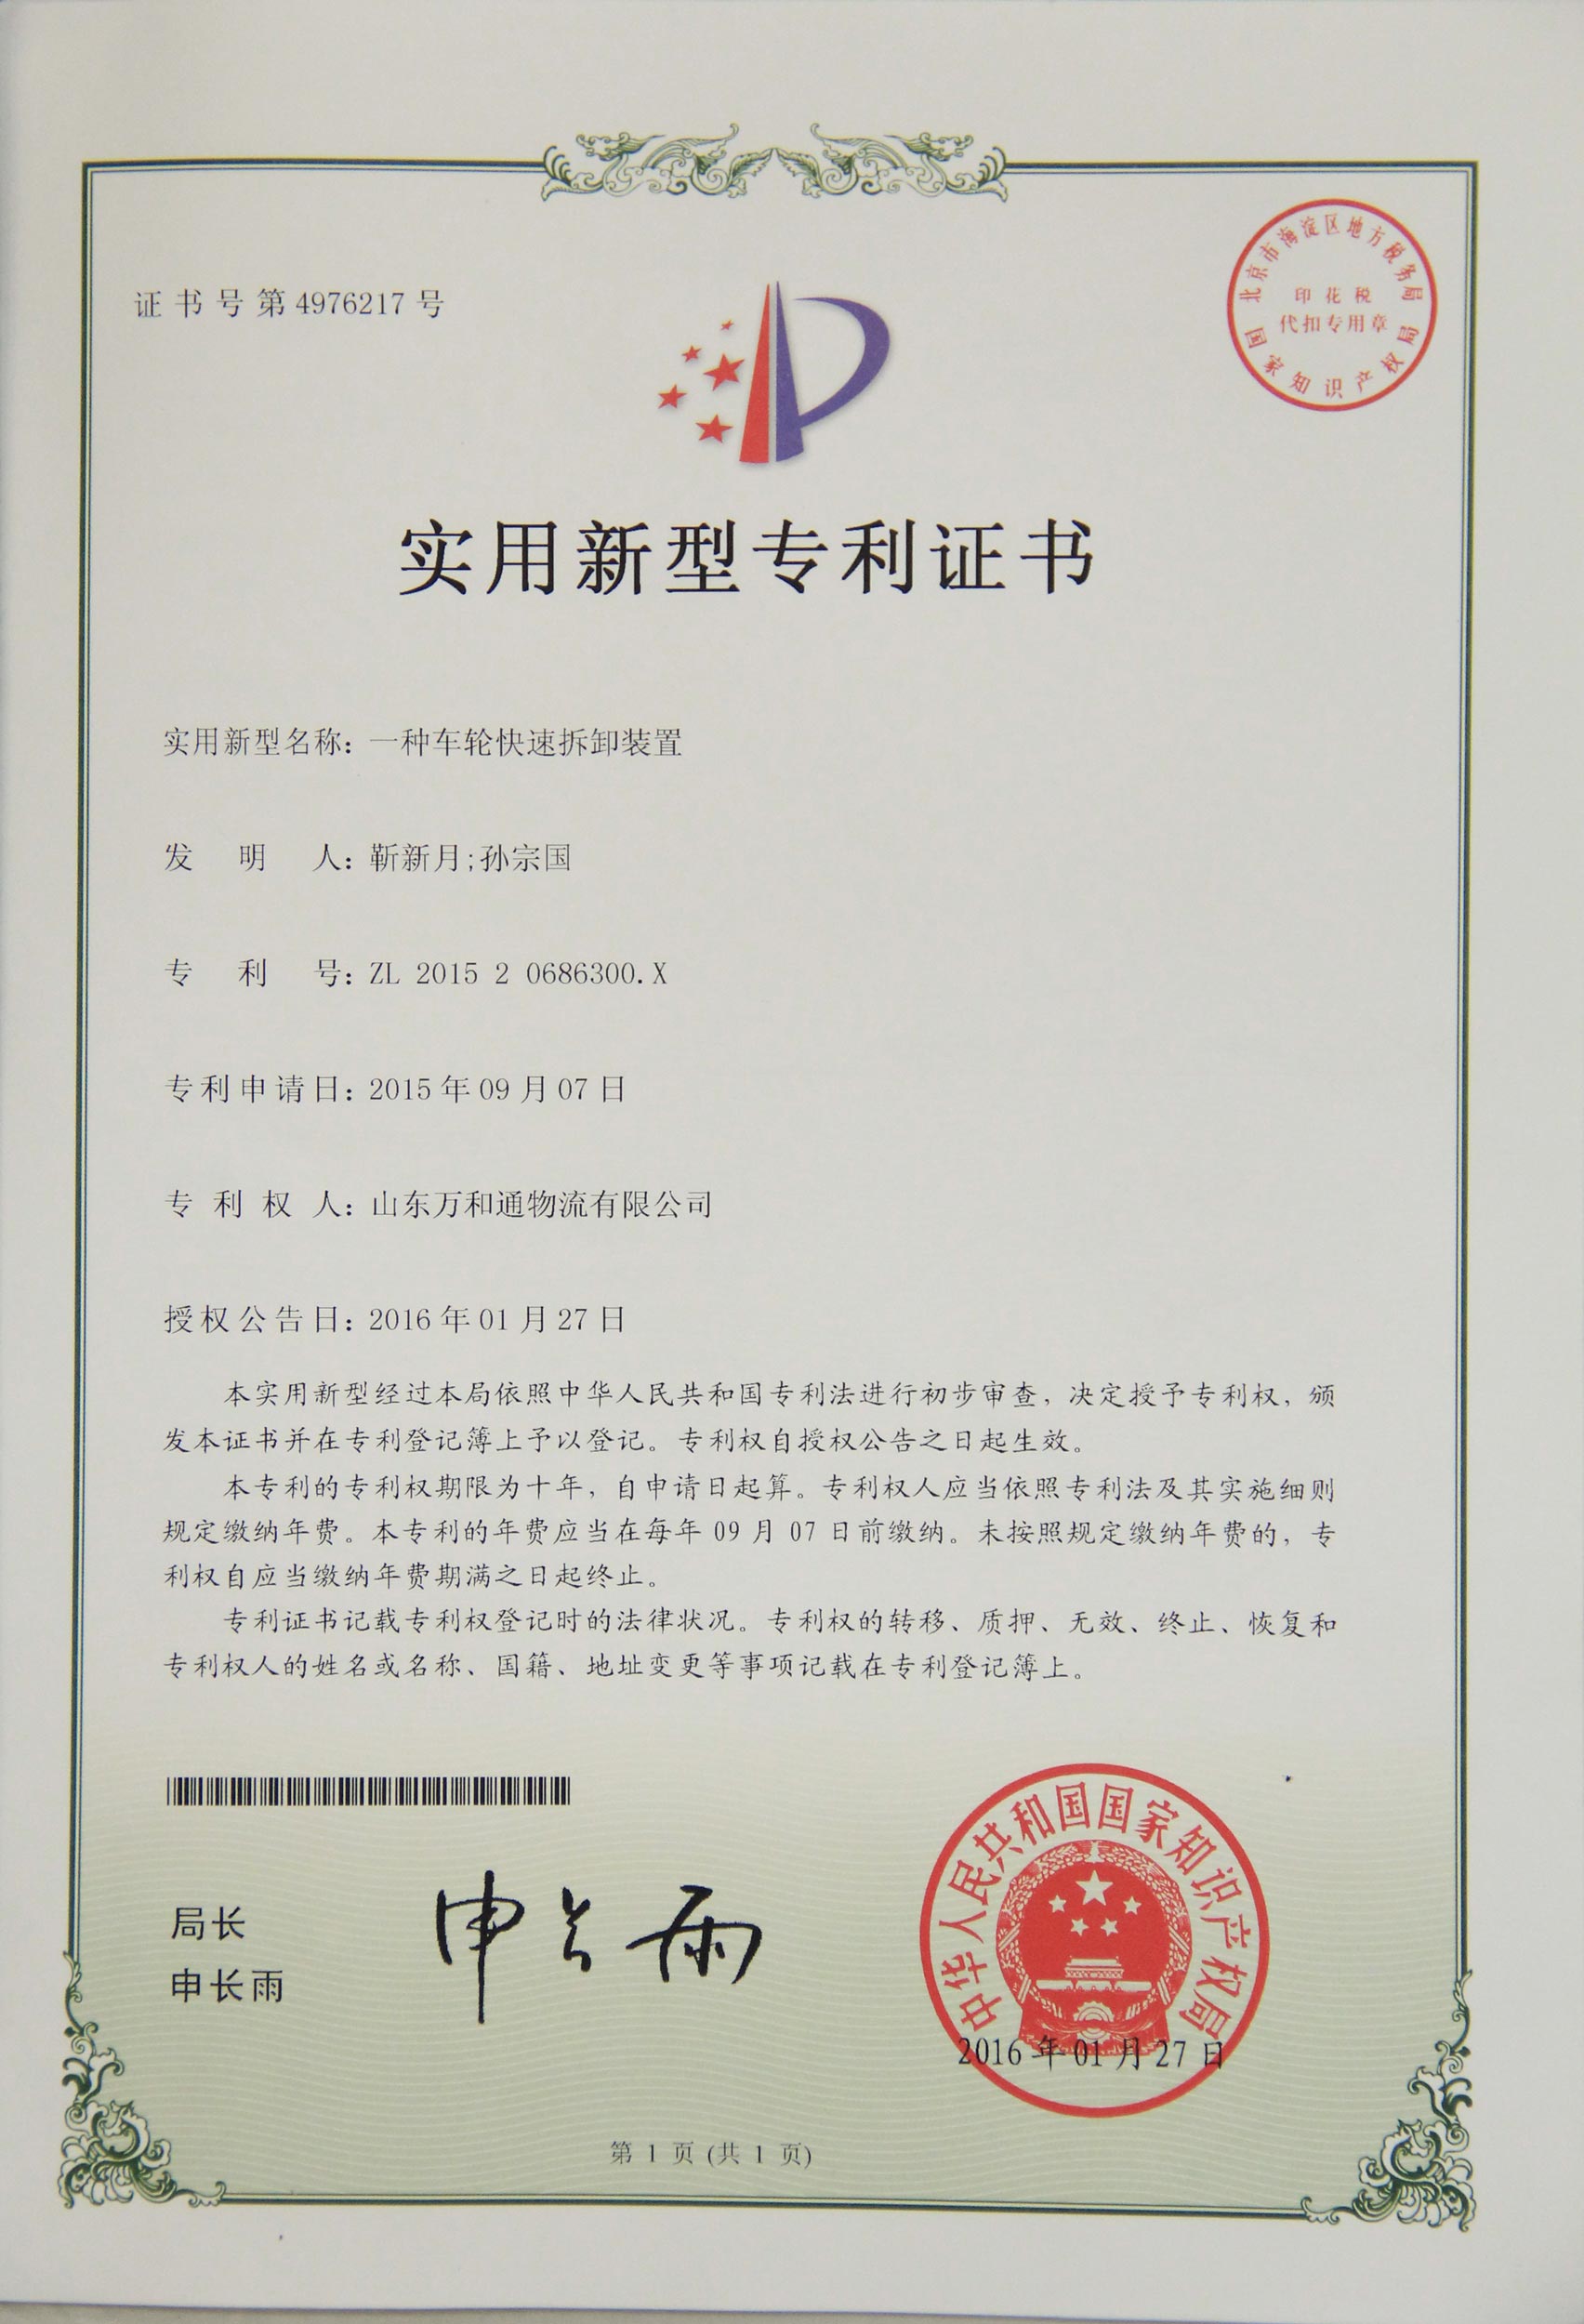 证书号第4976217号
北京市海淀区地方税务局
印花税
代扣专用章
国家知识产权局
实用新型专利证书
实用新型名称：一种车轮快速拆卸装置
发明人：靳新月;孙宗国
专利号：ZL 2015 2 0686300.X
专利申请日：2015年09月07日
专利权人：山东万和通物流有限公司
授权公告日：2016年01月27日
本实用新型经过本局依照中华人民共和国专利法进行初步审查，决定授予专利权，颁
发本证书并在专利登记簿上予以登记。专利权自授权公告之日起生效。
本专利的专利权期限为十年，自申请日起算。专利权人应当依照专利法及其实施细则
规定缴纳年费。本专利的年费应当在每年 09 月 07 日前缴纳。未按照规定缴纳年费的，专
利权自应当缴纳年费期满之日起终止。
专利证书记载专利权登记时的法律状况。专利权的转移、质押、无效、终止、恢复和
专利权人的姓名或名称、国籍、地址变更等事项记载在专利登记簿上。
局长
申长雨
申长雨
中华人民共和国国家知识产权局
2016年01月27日
第 1 页 (共 1 页)